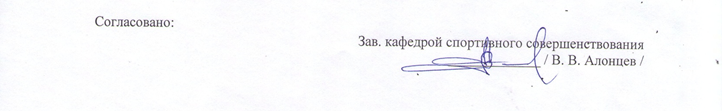 Согласовано:
Зав. кафедрой спортивного совершенствования
/ В. В. Алонцев /